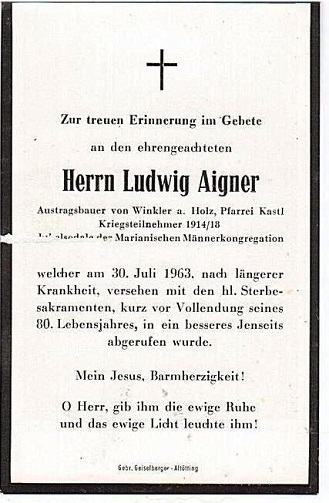 Zur treuen Erinnerung im Gebete
an den ehrengeachteten
Herrn Ludwig Aigner
Austragsbauer von Winkler a. Holz, Pfarrei Kastl
Kriegsteilnehmer 1914/18
der Marianischen Männerkongregation
welcher am 30. Juli 1963, nach längerer
Krankheit, versehen mit den hl. Sterbe-
sakramenten, kurz vor Vollendung seines
80. Lebensjahres, in ein besseres Jenseits
abgerufen wurde.
Mein Jesus, Barmherzigkeit!
O Herr, gib ihm die ewige Ruhe
und das ewige Licht leuchte ihm!
Gebr. Geiselberger - Altötting